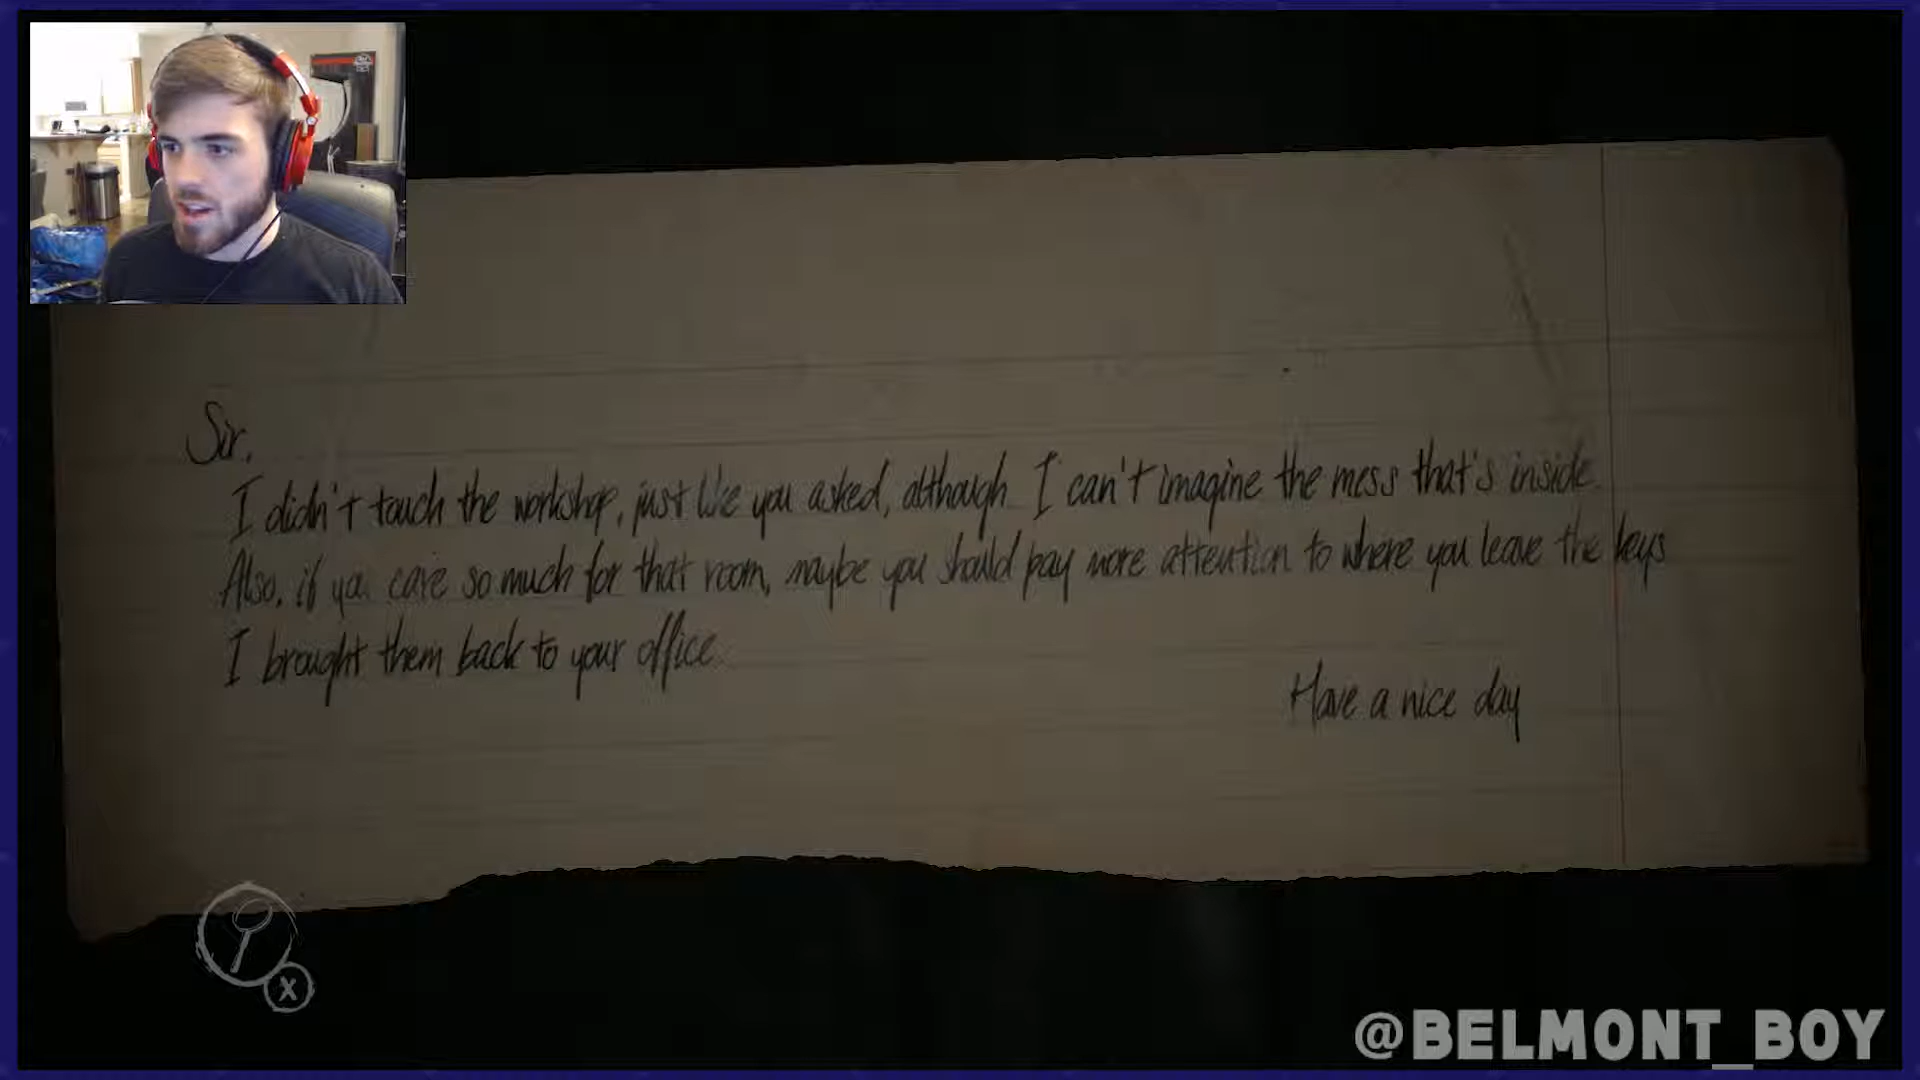 Sir,
I didn't touch the workshop, just like you asked, although I can't imagine the mess that's inside.
Also, if you care so much for that room, maybe you should pay more attention to where you leave the keys
I brought them back to your office.
Have a nice day
X
@BELMONT_BOY